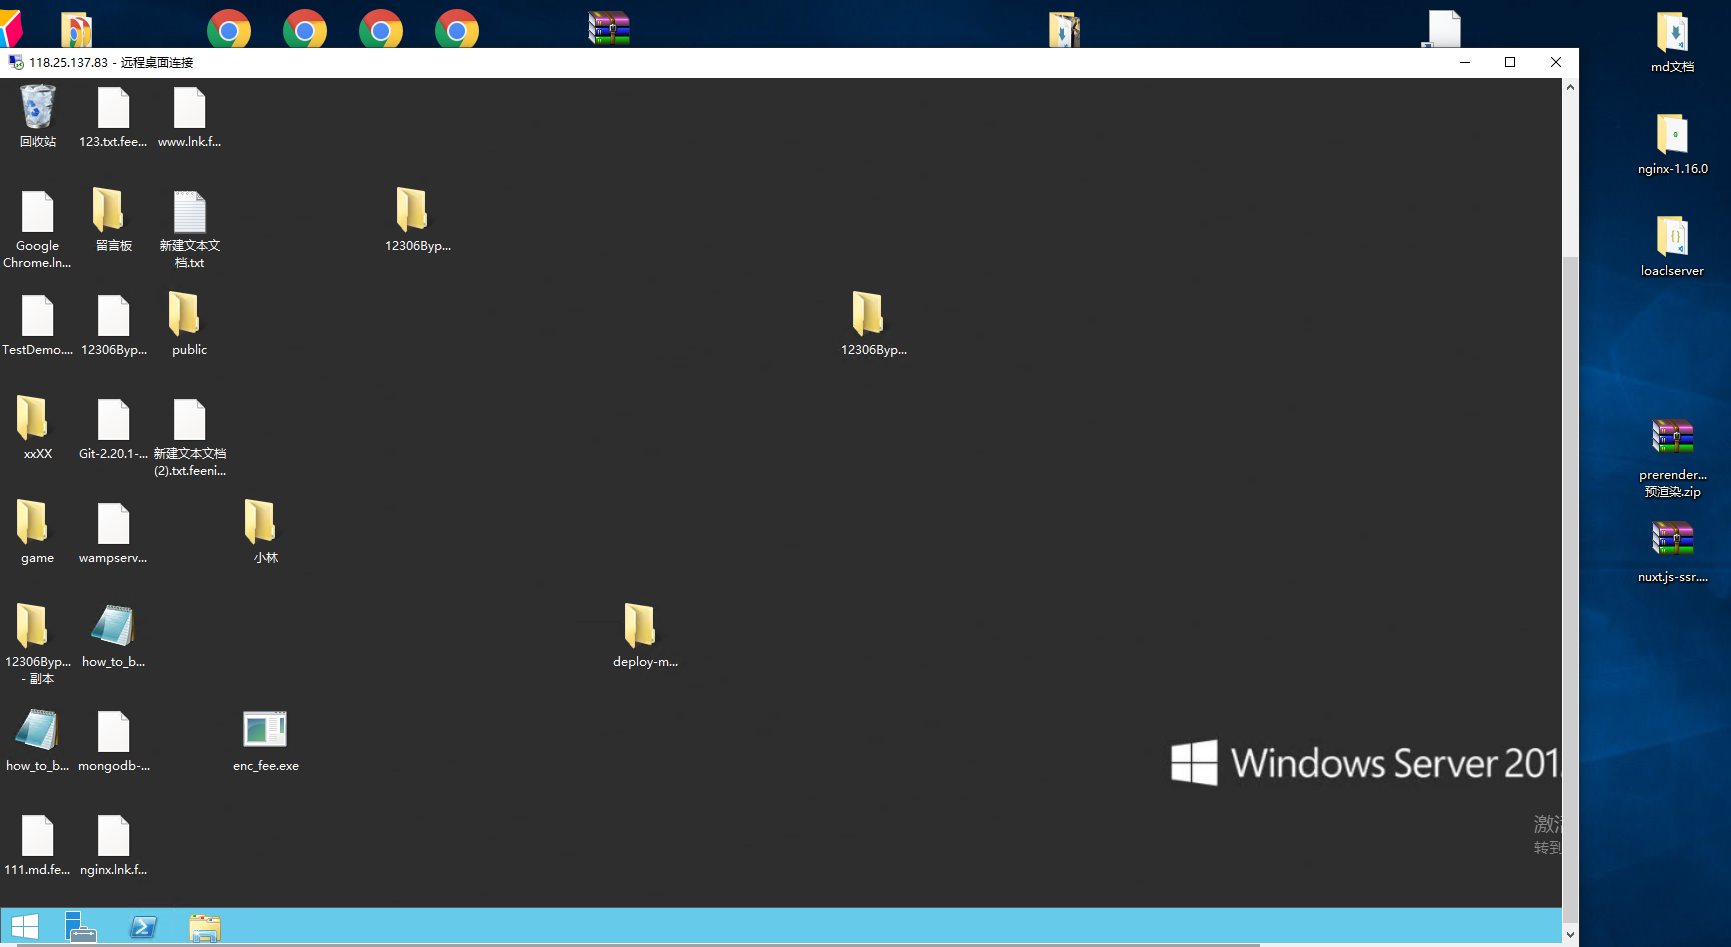 118.25.137.83 - 远程桌面连接
md文档
nginx-1.16.0
loaclserver
prerender...
预渲染.zip
nuxt.js-ssr....
回收站
123.txt.fee...
www.lnk.f...
Google
Chrome.ln...
留言板
新建文本文
档.txt
12306Byp...
TestDemo....
12306Byp...
public
12306Byp...
xxXX
Git-2.20.1-...
新建文本文档
(2).txt.feeni...
game
wampserv...
小林
12306Byp...
- 副本
how_to_b...
deploy-m...
how_to_b...
mongodb-...
enc_fee.exe
Windows Server 201
激
转到
111.md.fe...
nginx.lnk.f...